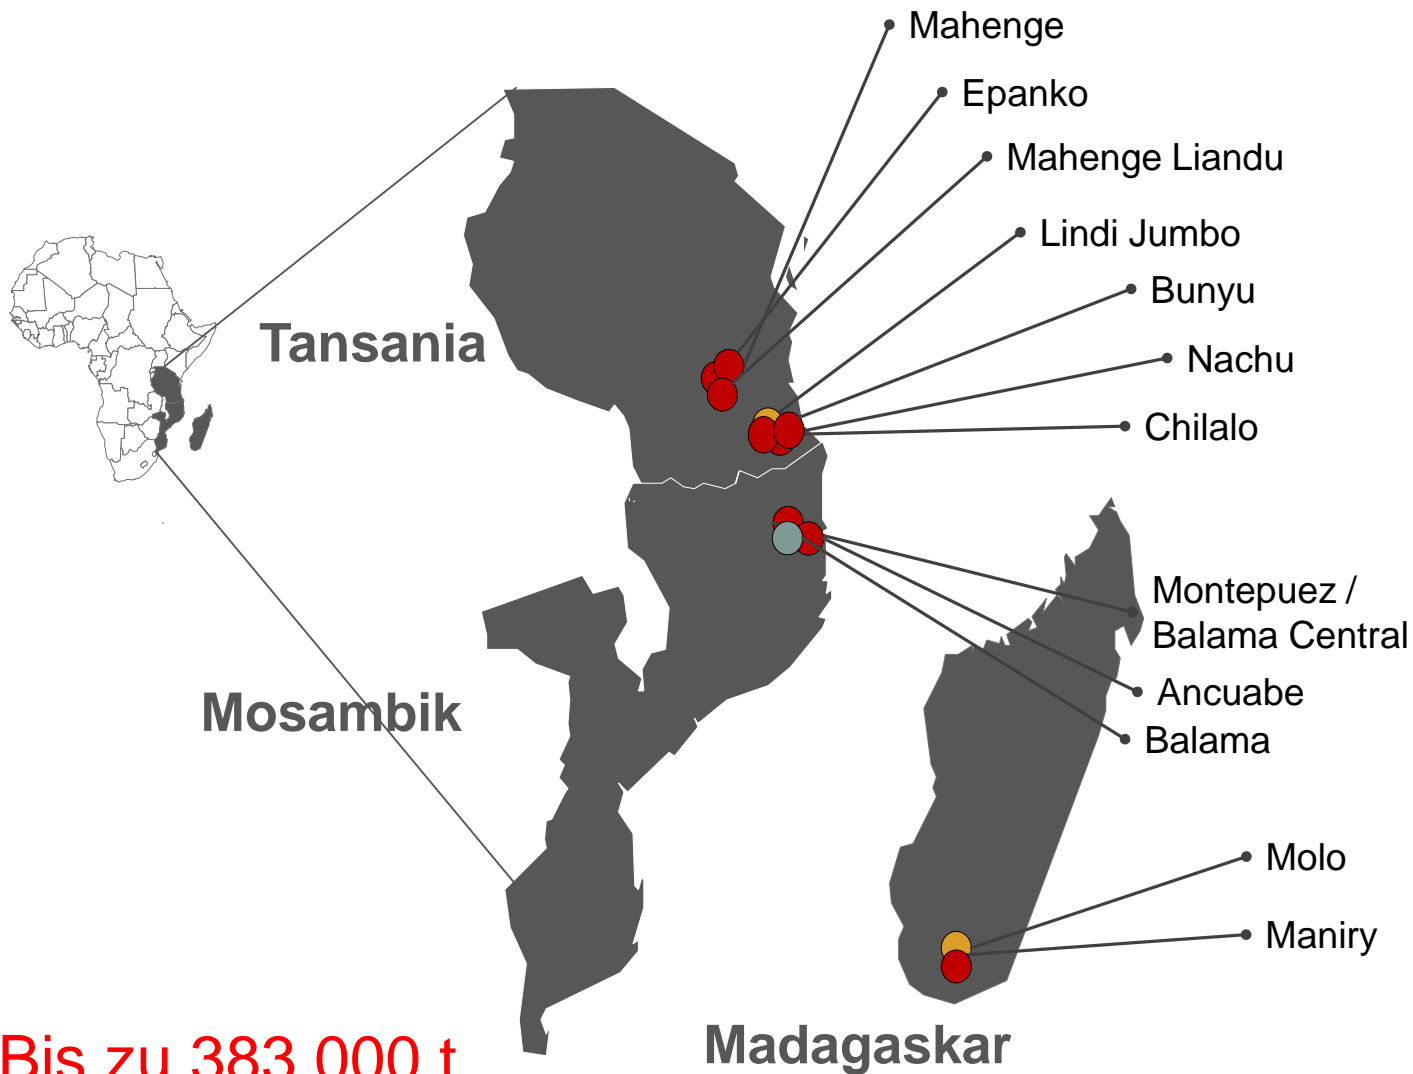 Mahenge
Epanko
Mahenge Liandu
Lindi Jumbo
Bunyu
Tansania
Nachu
Chilalo
Montepuez /
Balama Central
Ancuabe
Mosambik
Balama
Molo
Maniry
Madagaskar
Bis zu 383 000 t